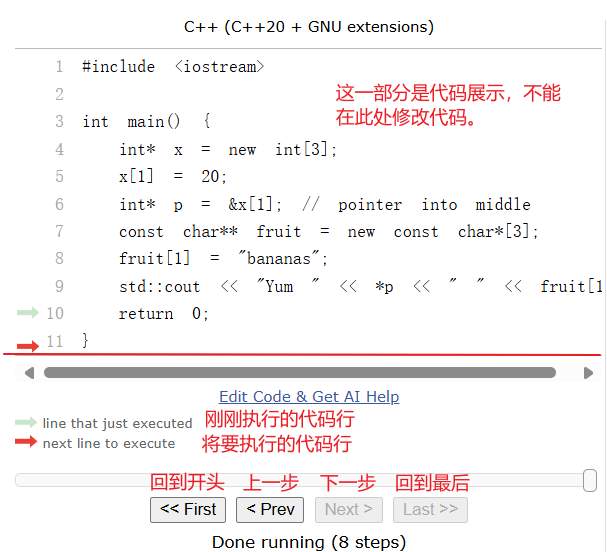 C++ (C++20 + GNU extensions)
1 #include <iostream>
2
3 int main() {
4 int* x = new int[3];
5 x[1] = 20;
6 int* p = &x[1]; // pointer into middle
7 const char** fruit = new const char*[3];
8 fruit[1] = "bananas";
9 std::cout << "Yum " << *p << " " << fruit[1
10 return 0;
11 }
这一部分是代码展示，不能
在此处修改代码。
Edit Code & Get AI Help
line that just executed 刚刚执行的代码行
next line to execute 将要执行的代码行
回到开头 上一步 下一步 回到最后
<< First < Prev Next > Last >>
Done running (8 steps)